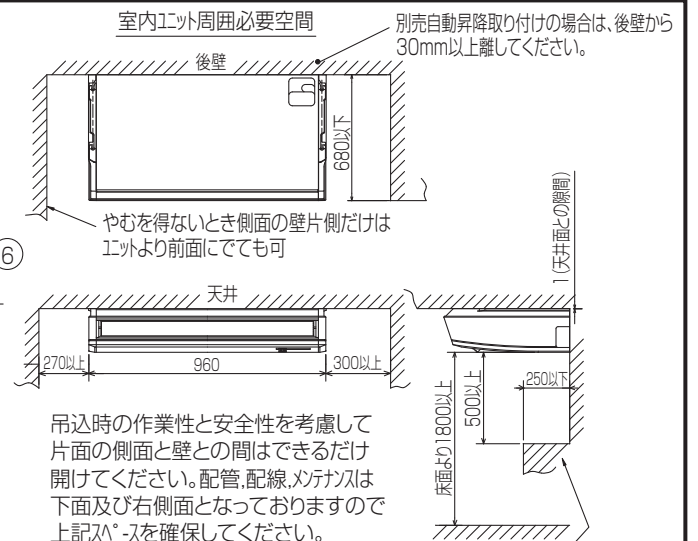 室内ユニット周囲必要空間
別売自動昇降取り付けの場合は、後壁から
30mm以上離してください。
後壁
680以下
やむを得ないとき側面の壁片側だけは
ユニットより前面にでても可
6
1(天井面との隙間)
天井
270以上
960
300以上
250以下
500以上
床面より1800以上
吊込時の作業性と安全性を考慮して
片面の側面と壁との間はできるだけ
開けてください。配管,配線,メンテナンスは
下面及び右側面となっておりますので
上記スペースを確保してください。